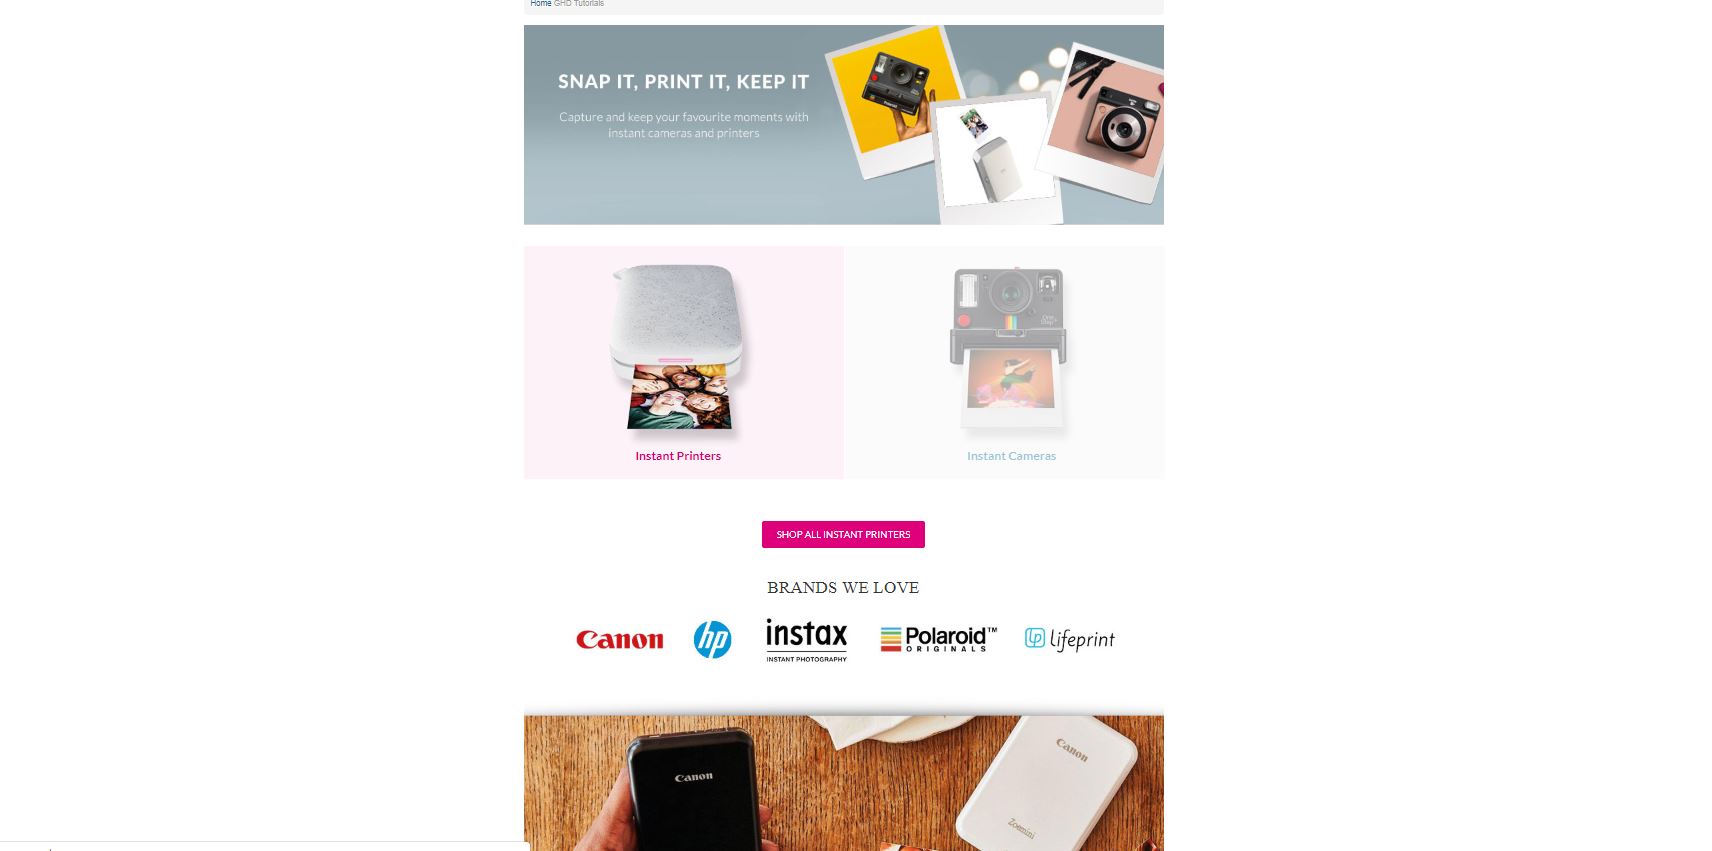 Home GHD Tutorials
SNAP IT, PRINT IT, KEEP IT
Capture and keep your favourite moments with
instant cameras and printers
Polaroid
Instant Printers
Instant Cameras
SHOP ALL INSTANT PRINTERS
BRANDS WE LOVE
Canon
hp
instax
INSTANT PHOTOGRAPHY
Polaroid™
ORIGINALS
lp lifeprint
Canon
Canon
Zoemini